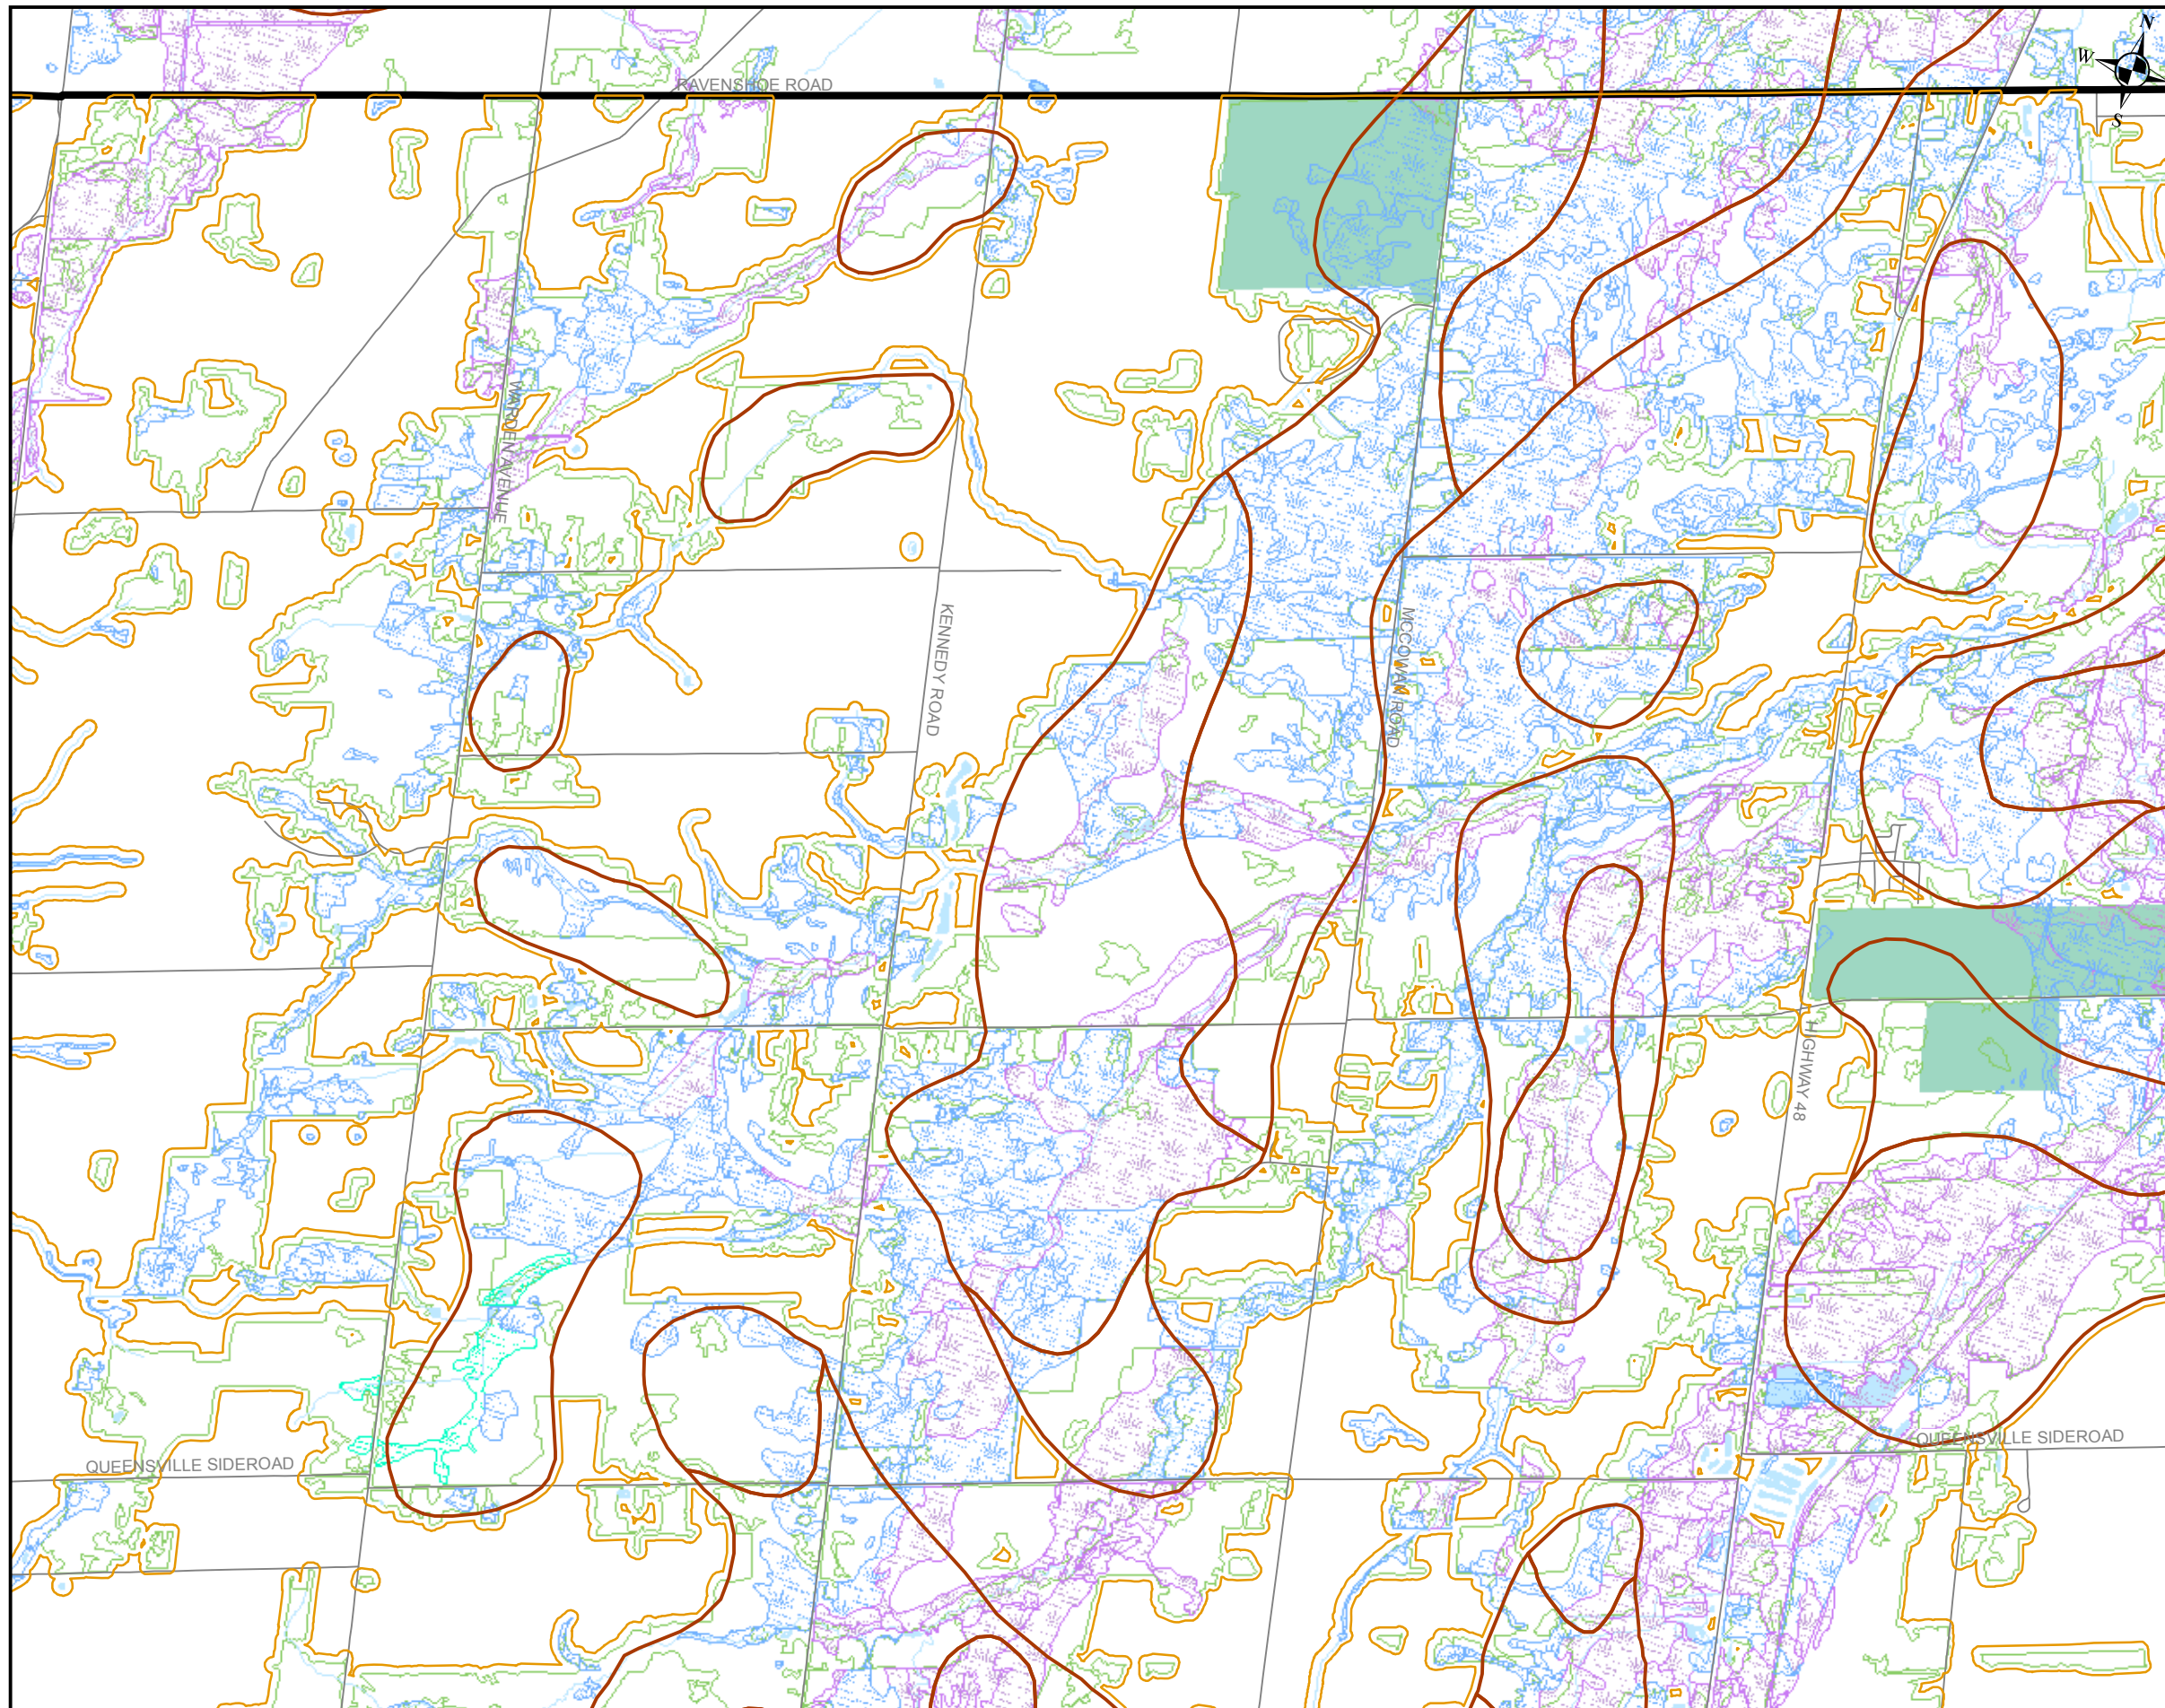 N
W
S
RAVENSHOE ROAD
WARDEN AVENUE
KENNEDY ROAD
MCCOWAN ROAD
HIGHWAY 48
QUEENSVILLE SIDEROAD
QUEENSVILLE SIDEROAD